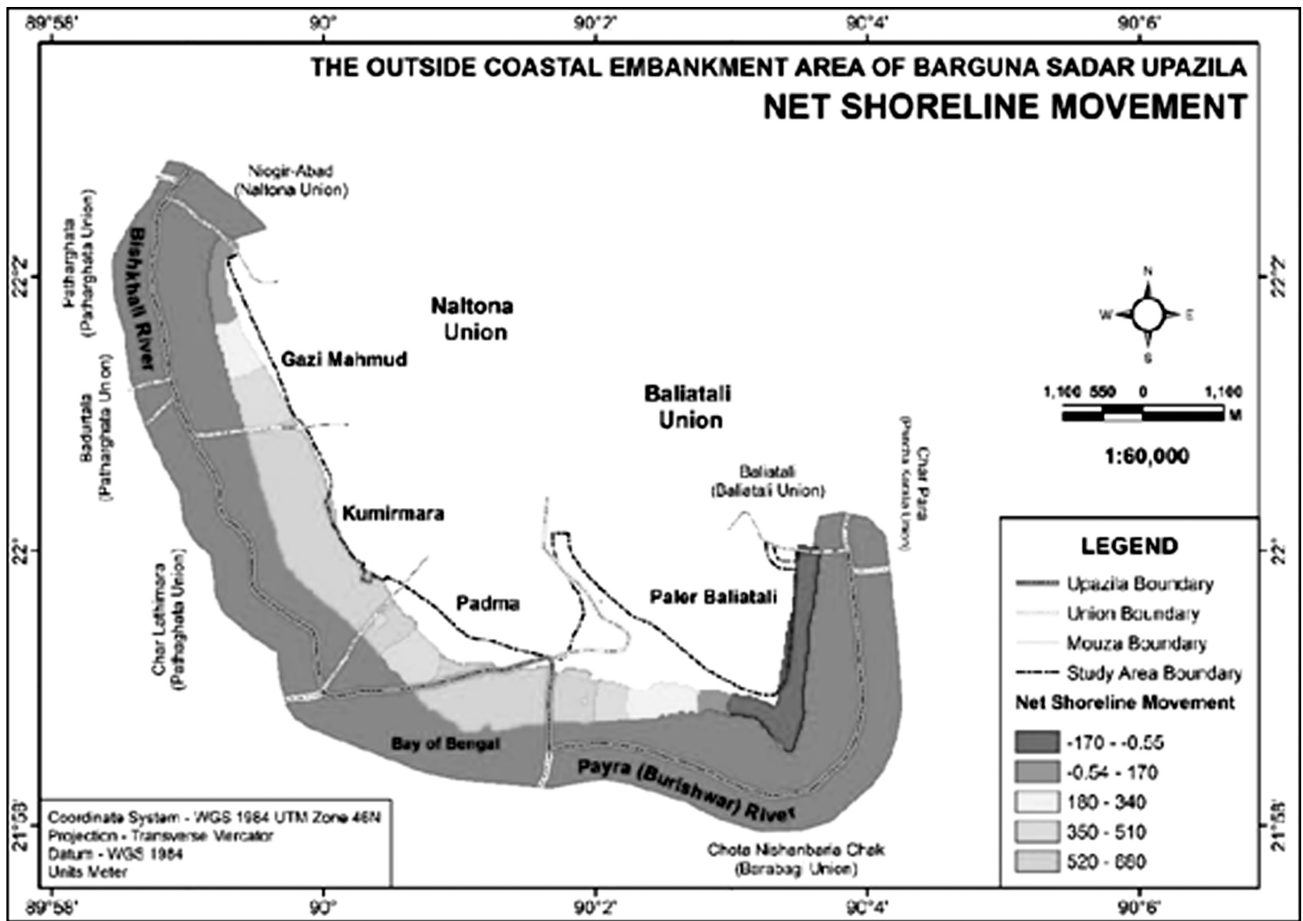 89°58' 90° 90°2' 90°4' 90°6'
THE OUTSIDE COASTAL EMBANKMENT AREA OF BARGUNA SADAR UPAZILA
NET SHORELINE MOVEMENT
Niogir-Abad
(Naltona Union)
Patharghata
(Patharghata Union)
Bishkhali River
22°2'
22°2'
Naltona
Union
N
W E
S
Gazi Mahmud
Baliatali
Union
1,100 550 0 1,100
M
1:60,000
Badurtala
(Patharghata Union)
Char Para
Baliatali
(Baliatali Union)
Kumirmara
22°
22°
Padma
Paler Baliatali
Char Lathimara
Bay of Bengal
Payra (Burishwar) River
Chota Nishanbaria Chak
(Barabagi Union)
LEGEND
Upazila Boundary
Union Boundary
Mouza Boundary
Study Area Boundary
Net Shoreline Movement
-170 - -0.55
-0.54 - 170
180 - 340
350 - 510
520 - 680
Coordinate System - WGS 1984 UTM Zone 46N
Projection - Transverse Mercator
Datum - WGS 1984
Units Meter
21°58'
21°58'
89°58' 90° 90°2' 90°4' 90°6'